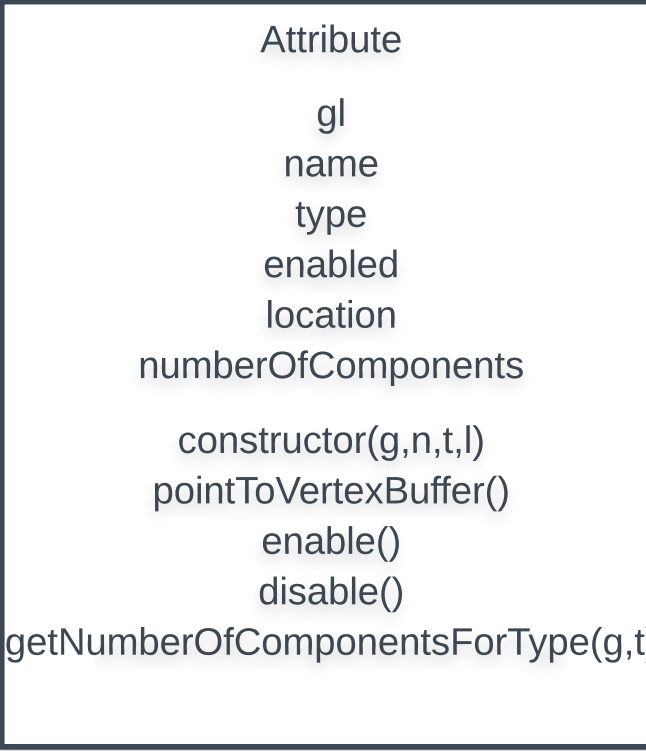 Attribute
gl
name
type
enabled
location
numberOfComponents
constructor(g,n,t,l)
pointToVertexBuffer()
enable()
disable()
getNumberOfComponentsForType(g,t)